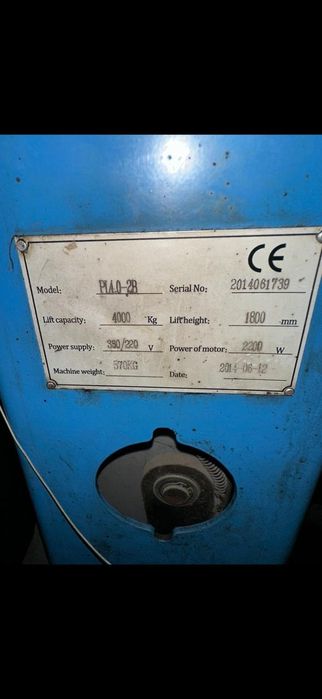 CE
Model: PL4.0-2B Serial No: 2014061739
Lift capacity: 4000 Kg Lift height: 1800 mm
Power supply: 380/220 V Power of motor: 2200 W
Machine weight: 570KG Date: 2014-06-12